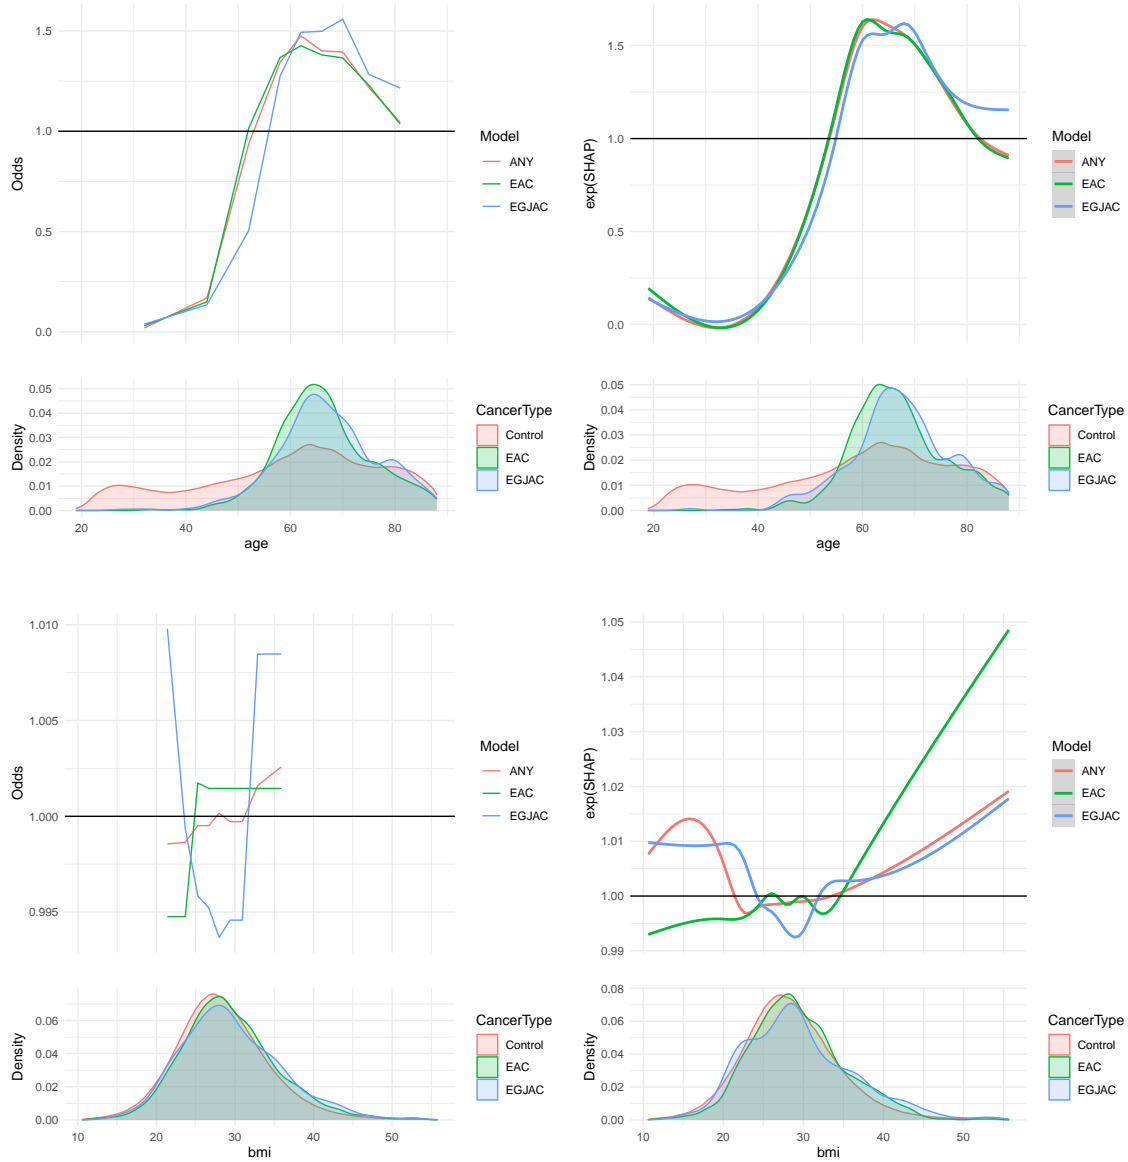 1.5
1.0
0.5
0.0
Odds
Model
ANY
EAC
EGJAC
0.05
0.04
0.03
0.02
0.01
0.00
Density
20 40 60 80
age
CancerType
Control
EAC
EGJAC
1.5
1.0
0.5
0.0
exp(SHAP)
Model
ANY
EAC
EGJAC
0.05
0.04
0.03
0.02
0.01
0.00
Density
20 40 60 80
age
CancerType
Control
EAC
EGJAC
1.010
1.005
1.000
0.995
Odds
Model
ANY
EAC
EGJAC
0.06
0.04
0.02
0.00
Density
10 20 30 40 50
bmi
CancerType
Control
EAC
EGJAC
1.05
1.04
1.03
1.02
1.01
1.00
0.99
exp(SHAP)
Model
ANY
EAC
EGJAC
0.08
0.06
0.04
0.02
0.00
Density
10 20 30 40 50
bmi
CancerType
Control
EAC
EGJAC